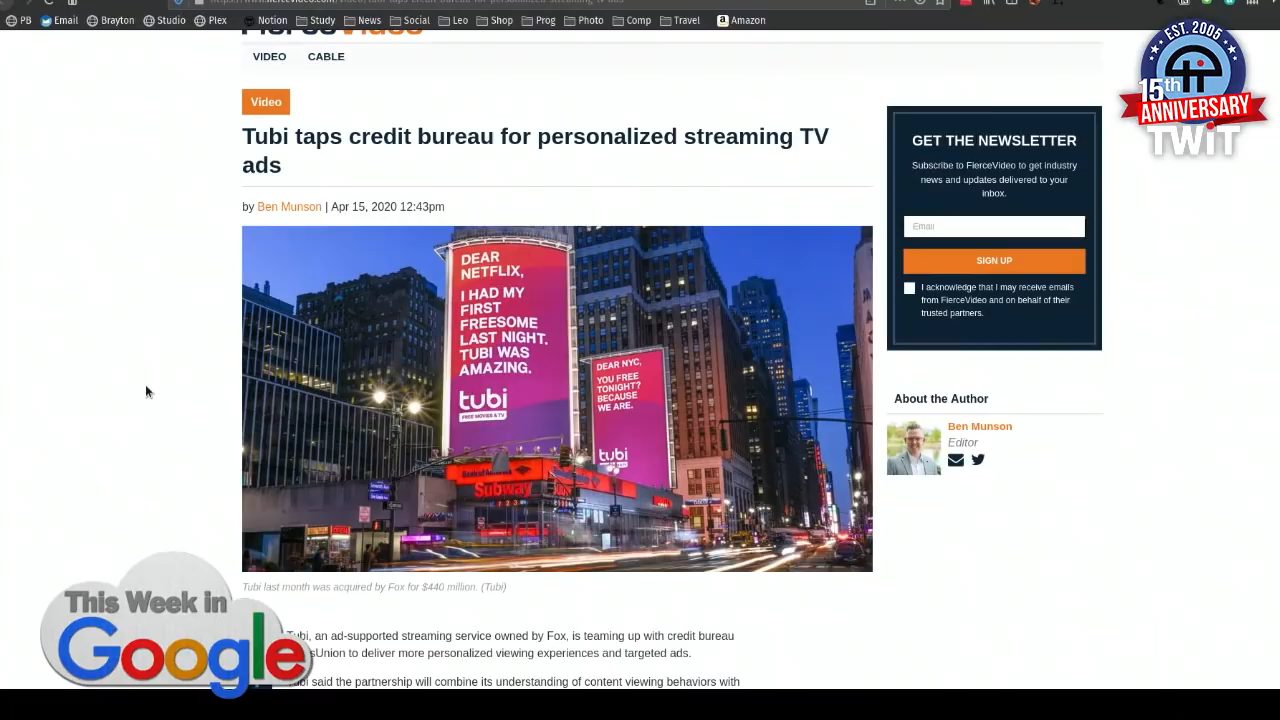 PB
Email
Brayton
Studio
Plex
Notion
Study
News
Social
Leo
Shop
Prog
Photo
Comp
Travel
Amazon
FierceVideo
VIDEO
CABLE
EST. 2005
15th
ANNIVERSARY
TWiT
Video
Tubi taps credit bureau for personalized streaming TV
ads
by Ben Munson | Apr 15, 2020 12:43pm
DEAR
NETFLIX,
I HAD MY
FIRST
FREESOME
LAST NIGHT.
TUBI WAS
AMAZING.
tubi
FREE MOVIES & TV
DEAR NYC,
YOU FREE
TONIGHT?
BECAUSE
WE ARE.
tubi
Bank of America
Subway
Tubi last month was acquired by Fox for $440 million. (Tubi)
GET THE NEWSLETTER
Subscribe to FierceVideo to get industry
news and updates delivered to your
inbox.
Email
SIGN UP
I acknowledge that I may receive emails
from FierceVideo and on behalf of their
trusted partners.
About the Author
Ben Munson
Editor
This Week in
Google
Tubi, an ad-supported streaming service owned by Fox, is teaming up with credit bureau
sUnion to deliver more personalized viewing experiences and targeted ads.
said the partnership will combine its understanding of content viewing behaviors with